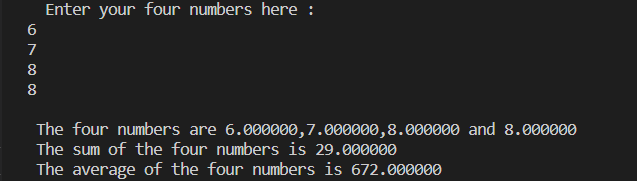 Enter your four numbers here :
6
7
8
8
The four numbers are 6.000000,7.000000,8.000000 and 8.000000
The sum of the four numbers is 29.000000
The average of the four numbers is 672.000000